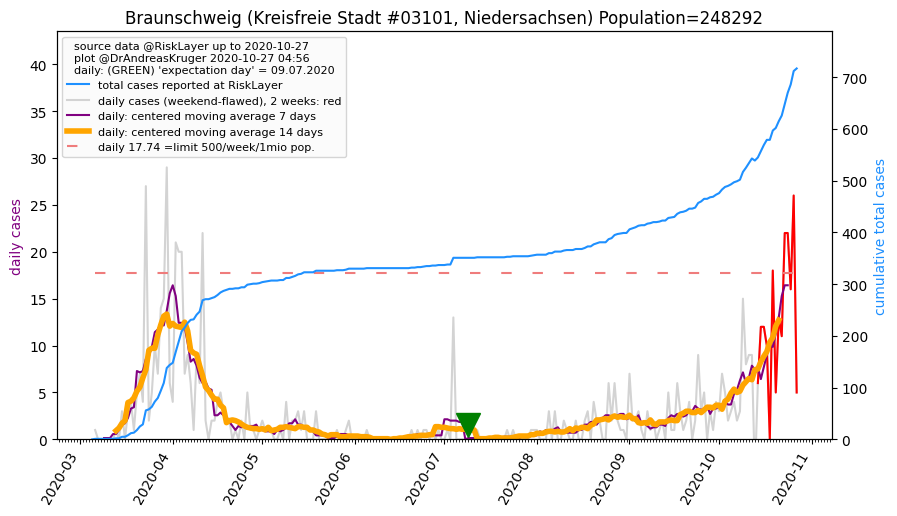 Braunschweig (Kreisfreie Stadt #03101, Niedersachsen) Population=248292
source data @RiskLayer up to 2020-10-27
plot @DrAndreasKruger 2020-10-27 04:56
daily: (GREEN) 'expectation day' = 09.07.2020
total cases reported at RiskLayer
daily cases (weekend-flawed), 2 weeks: red
daily: centered moving average 7 days
daily: centered moving average 14 days
daily 17.74 =limit 500/week/1mio pop.
daily cases
40
35
30
25
20
15
10
5
0
700
600
500
400
300
200
100
0
cumulative total cases
2020-03
2020-04
2020-05
2020-06
2020-07
2020-08
2020-09
2020-10
2020-11